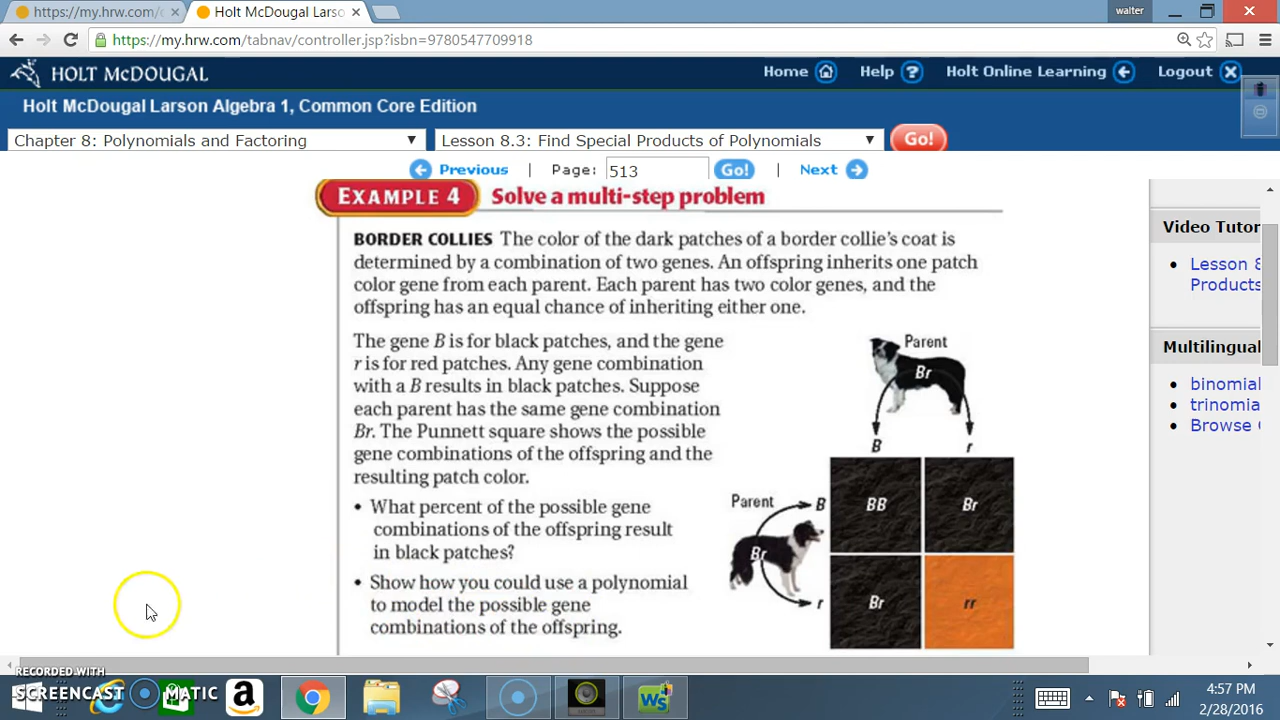 https://my.hrw.com/c
Holt McDougal Larso
walter
https://my.hrw.com/tabnav/controller.jsp?isbn=9780547709918
HOLT MCDOUGAL
Home
Help ?
Holt Online Learning
Logout X
Holt McDougal Larson Algebra 1, Common Core Edition
Chapter 8: Polynomials and Factoring
Lesson 8.3: Find Special Products of Polynomials
Go!
Previous | Page: 513 Go! | Next
EXAMPLE 4 Solve a multi-step problem
BORDER COLLIES The color of the dark patches of a border collie's coat is
determined by a combination of two genes. An offspring inherits one patch
color gene from each parent. Each parent has two color genes, and the
offspring has an equal chance of inheriting either one.
The gene B is for black patches, and the gene
r is for red patches. Any gene combination
with a B results in black patches. Suppose
each parent has the same gene combination
Br. The Punnett square shows the possible
gene combinations of the offspring and the
resulting patch color.
• What percent of the possible gene
combinations of the offspring result
in black patches?
• Show how you could use a polynomial
to model the possible gene
combinations of the offspring.
Parent
Br
B r
Parent
Br
B
r
BB Br
Br rr
Video Tutor
• Lesson 8
Products
Multilingual
• binomial
• trinomia
• Browse
RECORDED WITH
SCREENCAST MATIC
a
WS
4:57 PM
2/28/2016